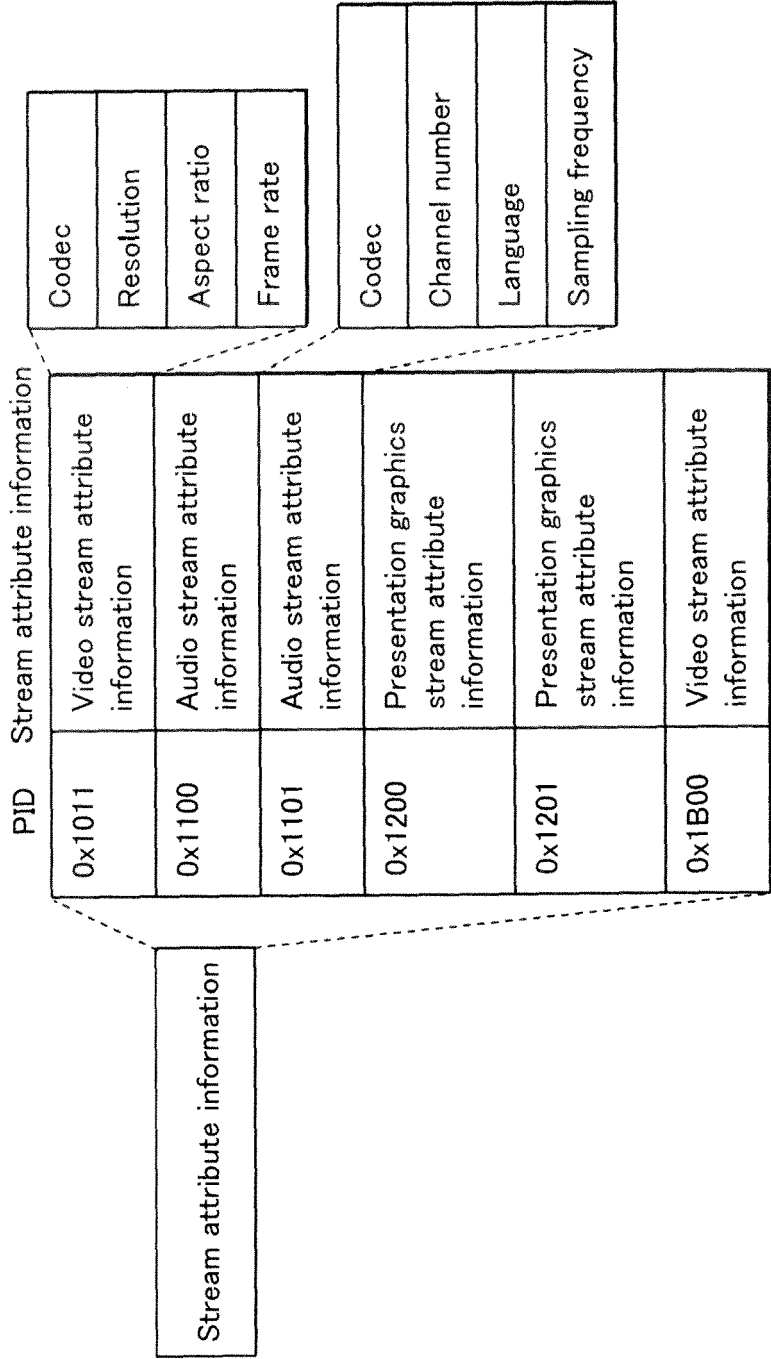 Stream attribute information
PID Stream attribute information
0x1011 Video stream attribute
information
0x1100 Audio stream attribute
information
0x1101 Audio stream attribute
information
0x1200 Presentation graphics
stream attribute
information
0x1201 Presentation graphics
stream attribute
information
0x1B00 Video stream attribute
information
Codec
Resolution
Aspect ratio
Frame rate
Codec
Channel number
Language
Sampling frequency